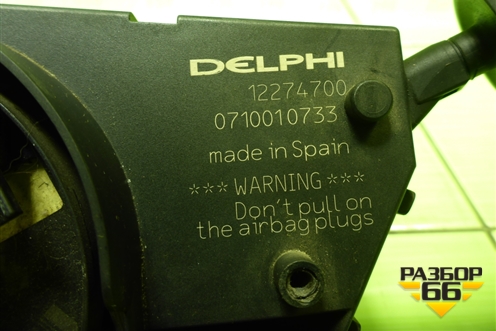 DELPHI
12274700
0710010733
made in Spain
*** WARNING ***
Don't pull on
the airbag plugs
РАЗБОР
66